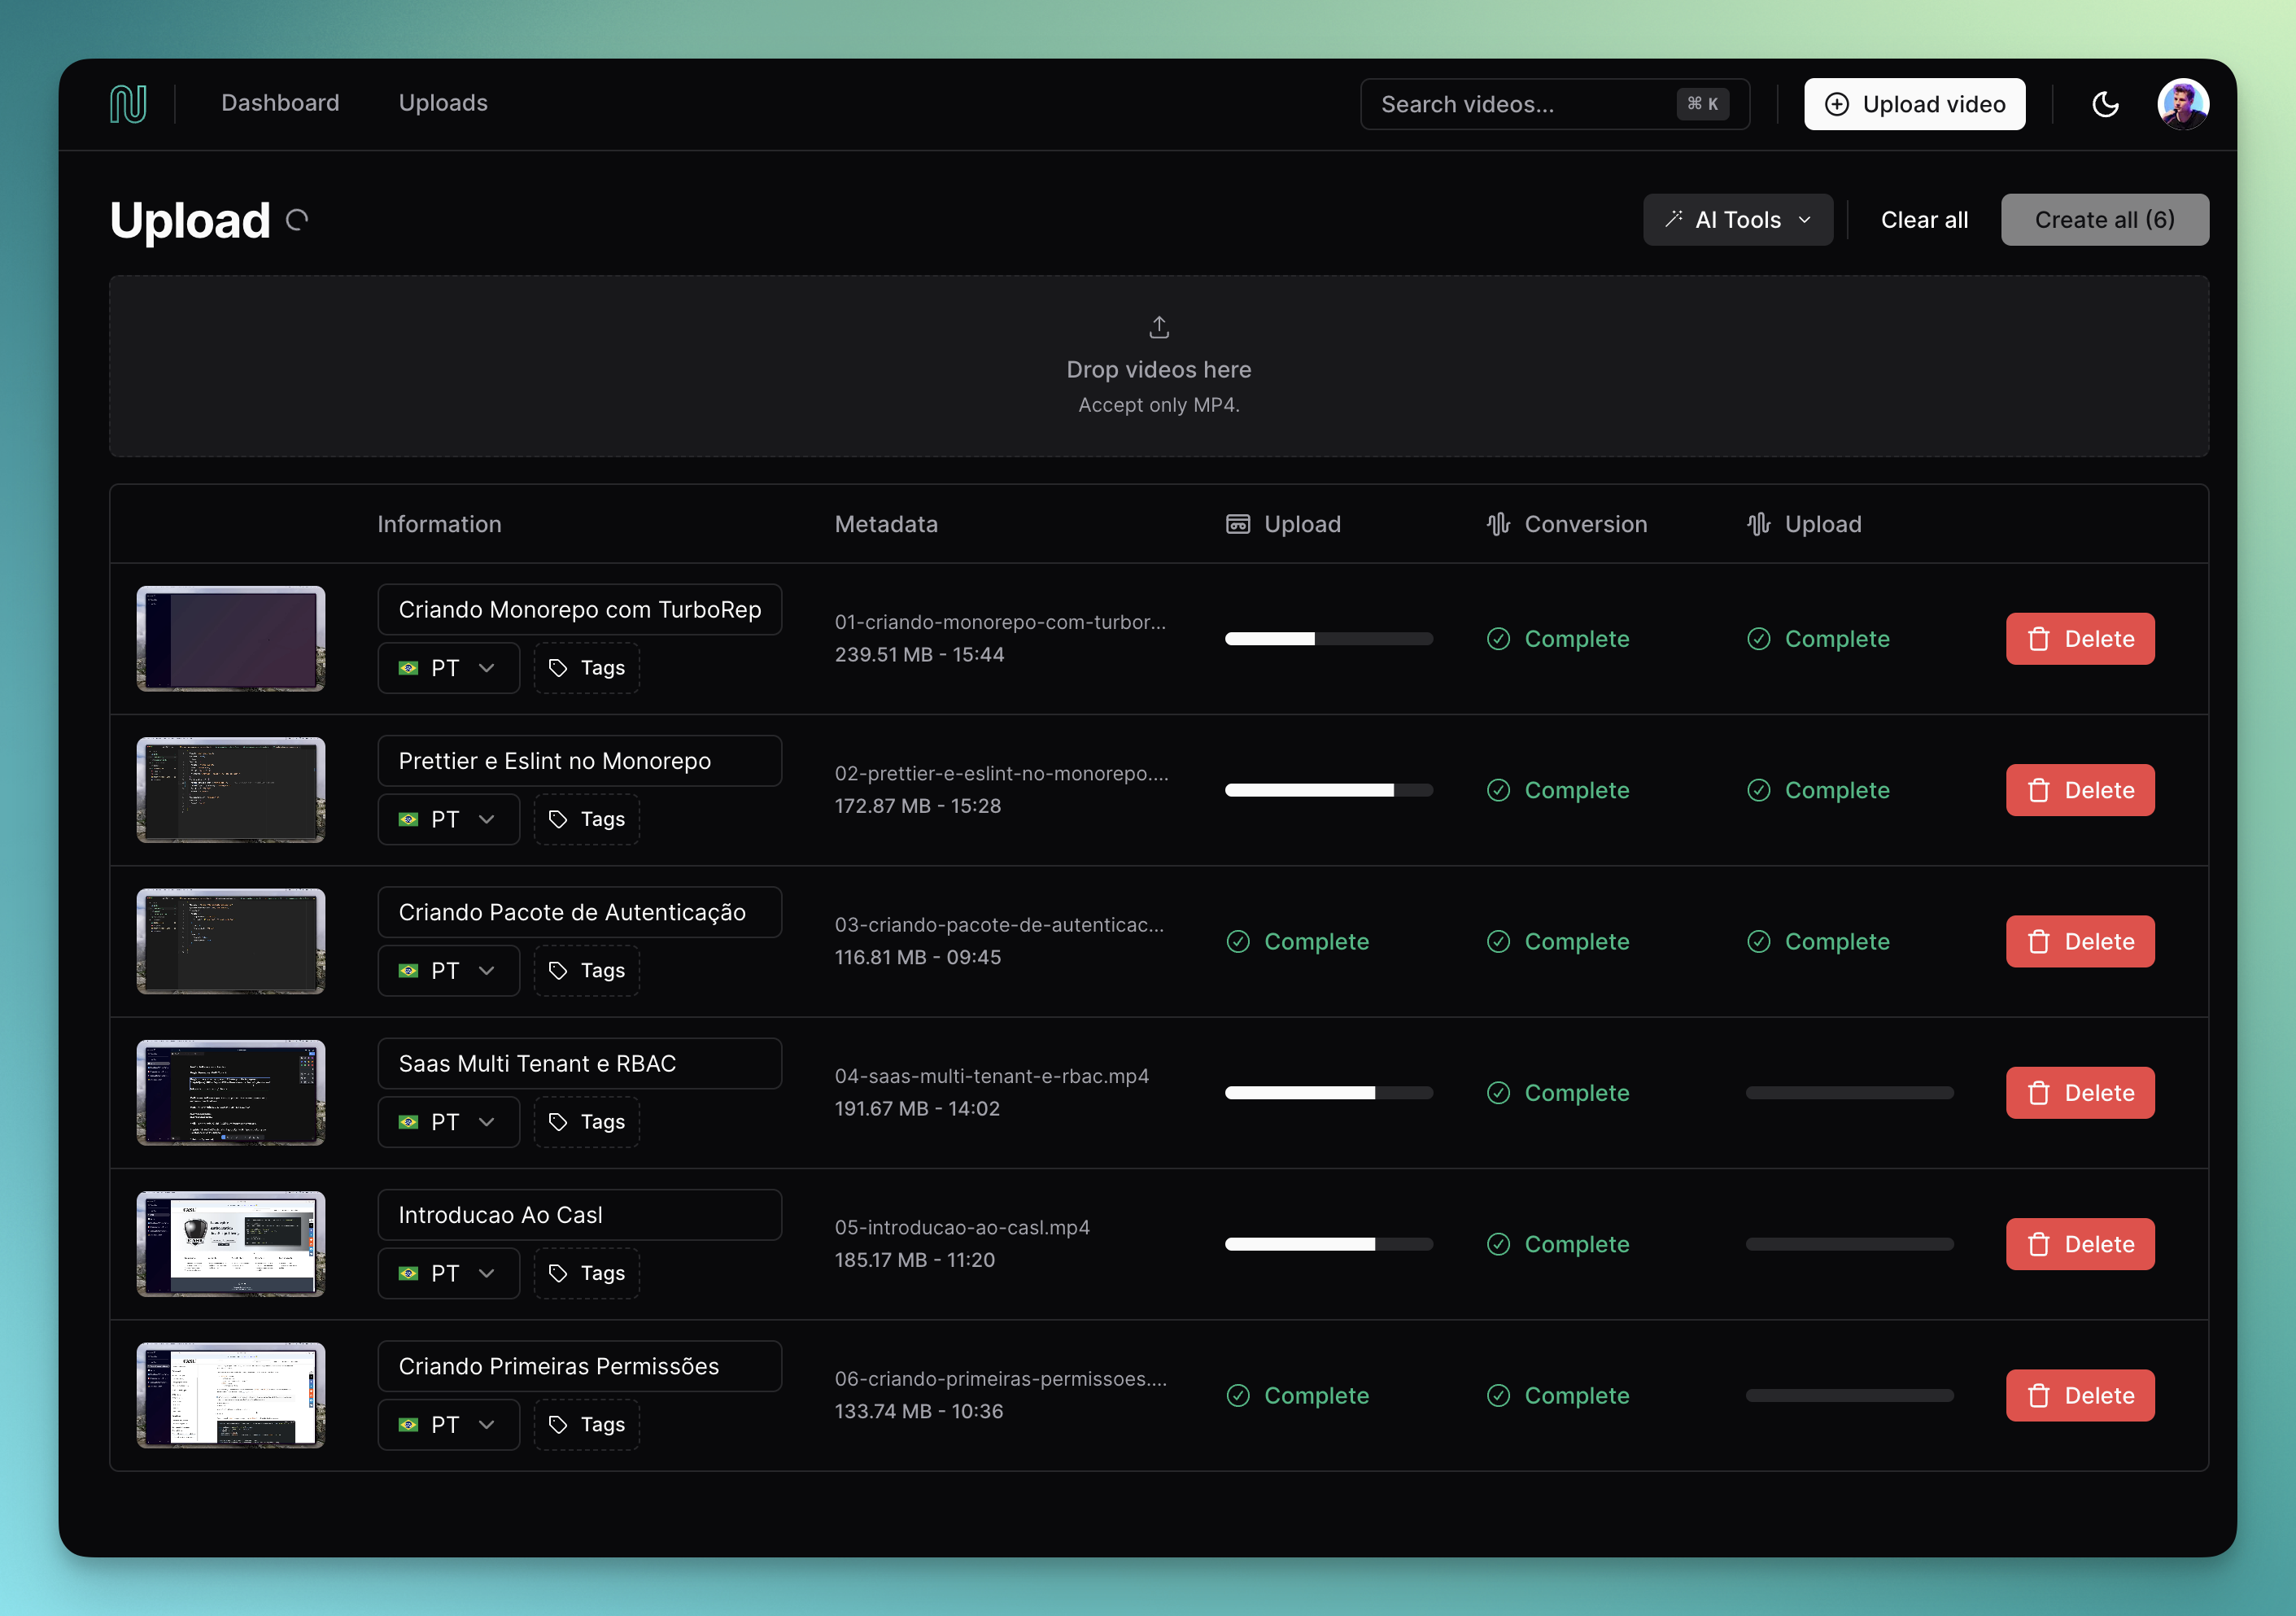 Dashboard
Uploads
Search videos...
⌘ K
Upload video
Upload
AI Tools
Clear all
Create all (6)
Drop videos here
Accept only MP4.
Information
Metadata
Upload
Conversion
Upload
Criando Monorepo com TurboRep
PT
Tags
01-criando-monorepo-com-turbor...
239.51 MB - 15:44
Complete
Complete
Delete
Prettier e Eslint no Monorepo
PT
Tags
02-prettier-e-eslint-no-monorepo....
172.87 MB - 15:28
Complete
Complete
Delete
Criando Pacote de Autenticação
PT
Tags
03-criando-pacote-de-autenticac...
116.81 MB - 09:45
Complete
Complete
Complete
Delete
Saas Multi Tenant e RBAC
PT
Tags
04-saas-multi-tenant-e-rbac.mp4
191.67 MB - 14:02
Complete
Delete
Introducao Ao Casl
PT
Tags
05-introducao-ao-casl.mp4
185.17 MB - 11:20
Complete
Delete
Criando Primeiras Permissões
PT
Tags
06-criando-primeiras-permissoes....
133.74 MB - 10:36
Complete
Complete
Delete